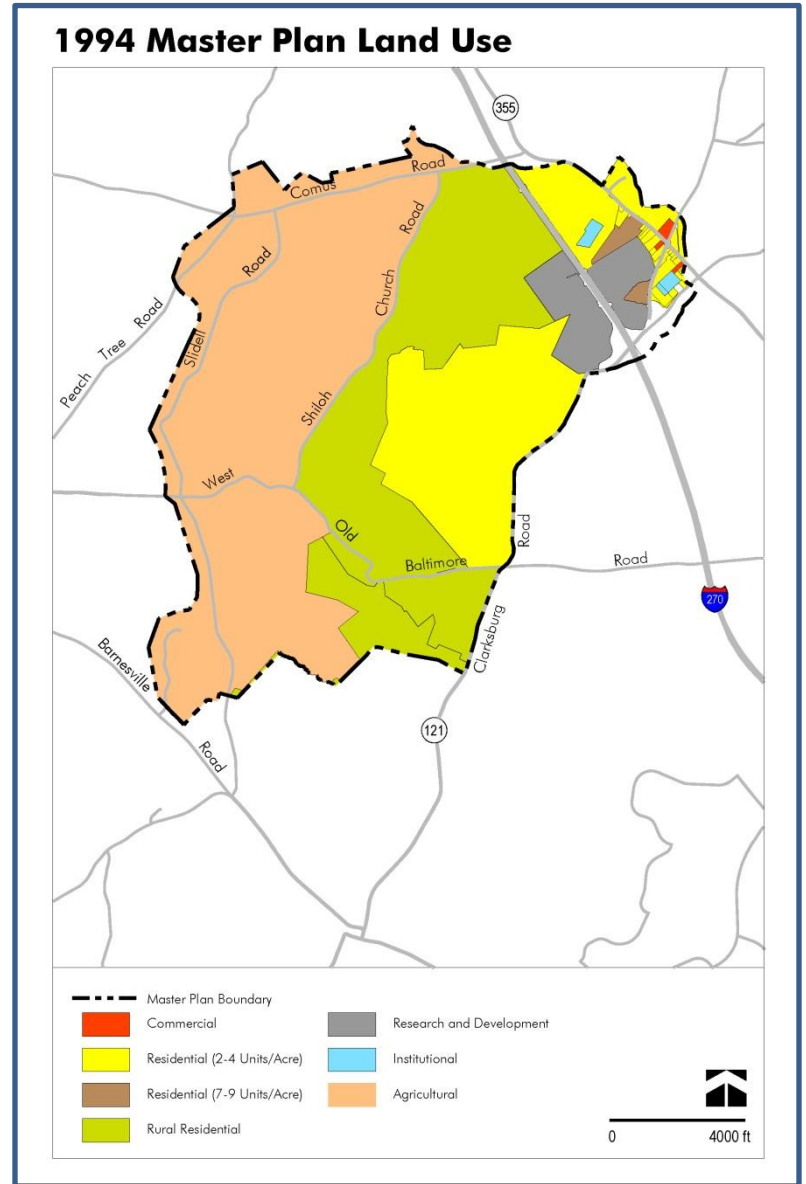 1994 Master Plan Land Use
355
Comus Road
Road
Church
Road
Slidell
Peach Tree Road
Shiloh
West
Old
Baltimore
Road
Road
270
Clarksburg
Barnesville
Road
121
Master Plan Boundary
Commercial
Residential (2-4 Units/Acre)
Residential (7-9 Units/Acre)
Rural Residential
Research and Development
Institutional
Agricultural
0 4000 ft